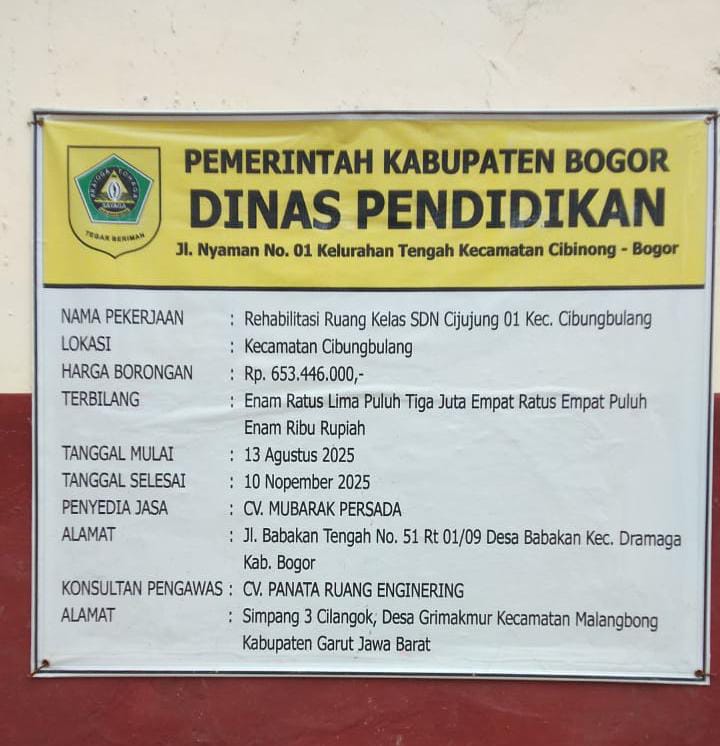 PRAYOGA TOHAGA
SAYAGA
TEGAR BERIMAN
PEMERINTAH KABUPATEN BOGOR
DINAS PENDIDIKAN
Jl. Nyaman No. 01 Kelurahan Tengah Kecamatan Cibinong - Bogor
NAMA PEKERJAAN : Rehabilitasi Ruang Kelas SDN Cijujung 01 Kec. Cibungbulang
LOKASI : Kecamatan Cibungbulang
HARGA BORONGAN : Rp. 653.446.000,-
TERBILANG : Enam Ratus Lima Puluh Tiga Juta Empat Ratus Empat Puluh
Enam Ribu Rupiah
TANGGAL MULAI : 13 Agustus 2025
TANGGAL SELESAI : 10 Nopember 2025
PENYEDIA JASA : CV. MUBARAK PERSADA
ALAMAT : Jl. Babakan Tengah No. 51 Rt 01/09 Desa Babakan Kec. Dramaga
Kab. Bogor
KONSULTAN PENGAWAS : CV. PANATA RUANG ENGINERING
ALAMAT : Simpang 3 Cilangok, Desa Grimakmur Kecamatan Malangbong
Kabupaten Garut Jawa Barat